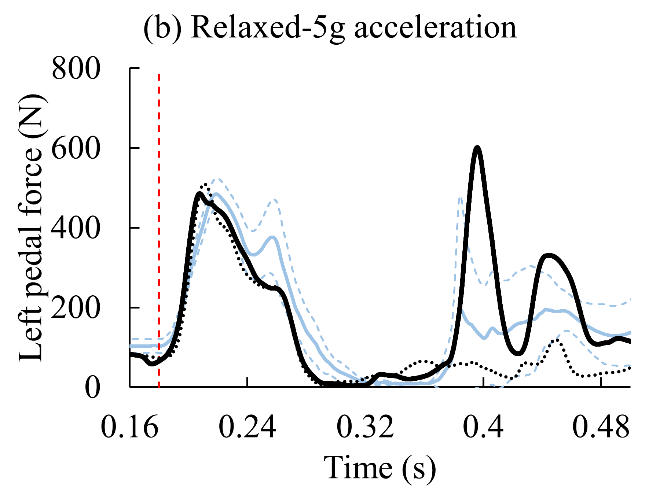 (b) Relaxed-5g acceleration
800
600
400
200
0
Left pedal force (N)
0.16 0.24 0.32 0.4 0.48
Time (s)